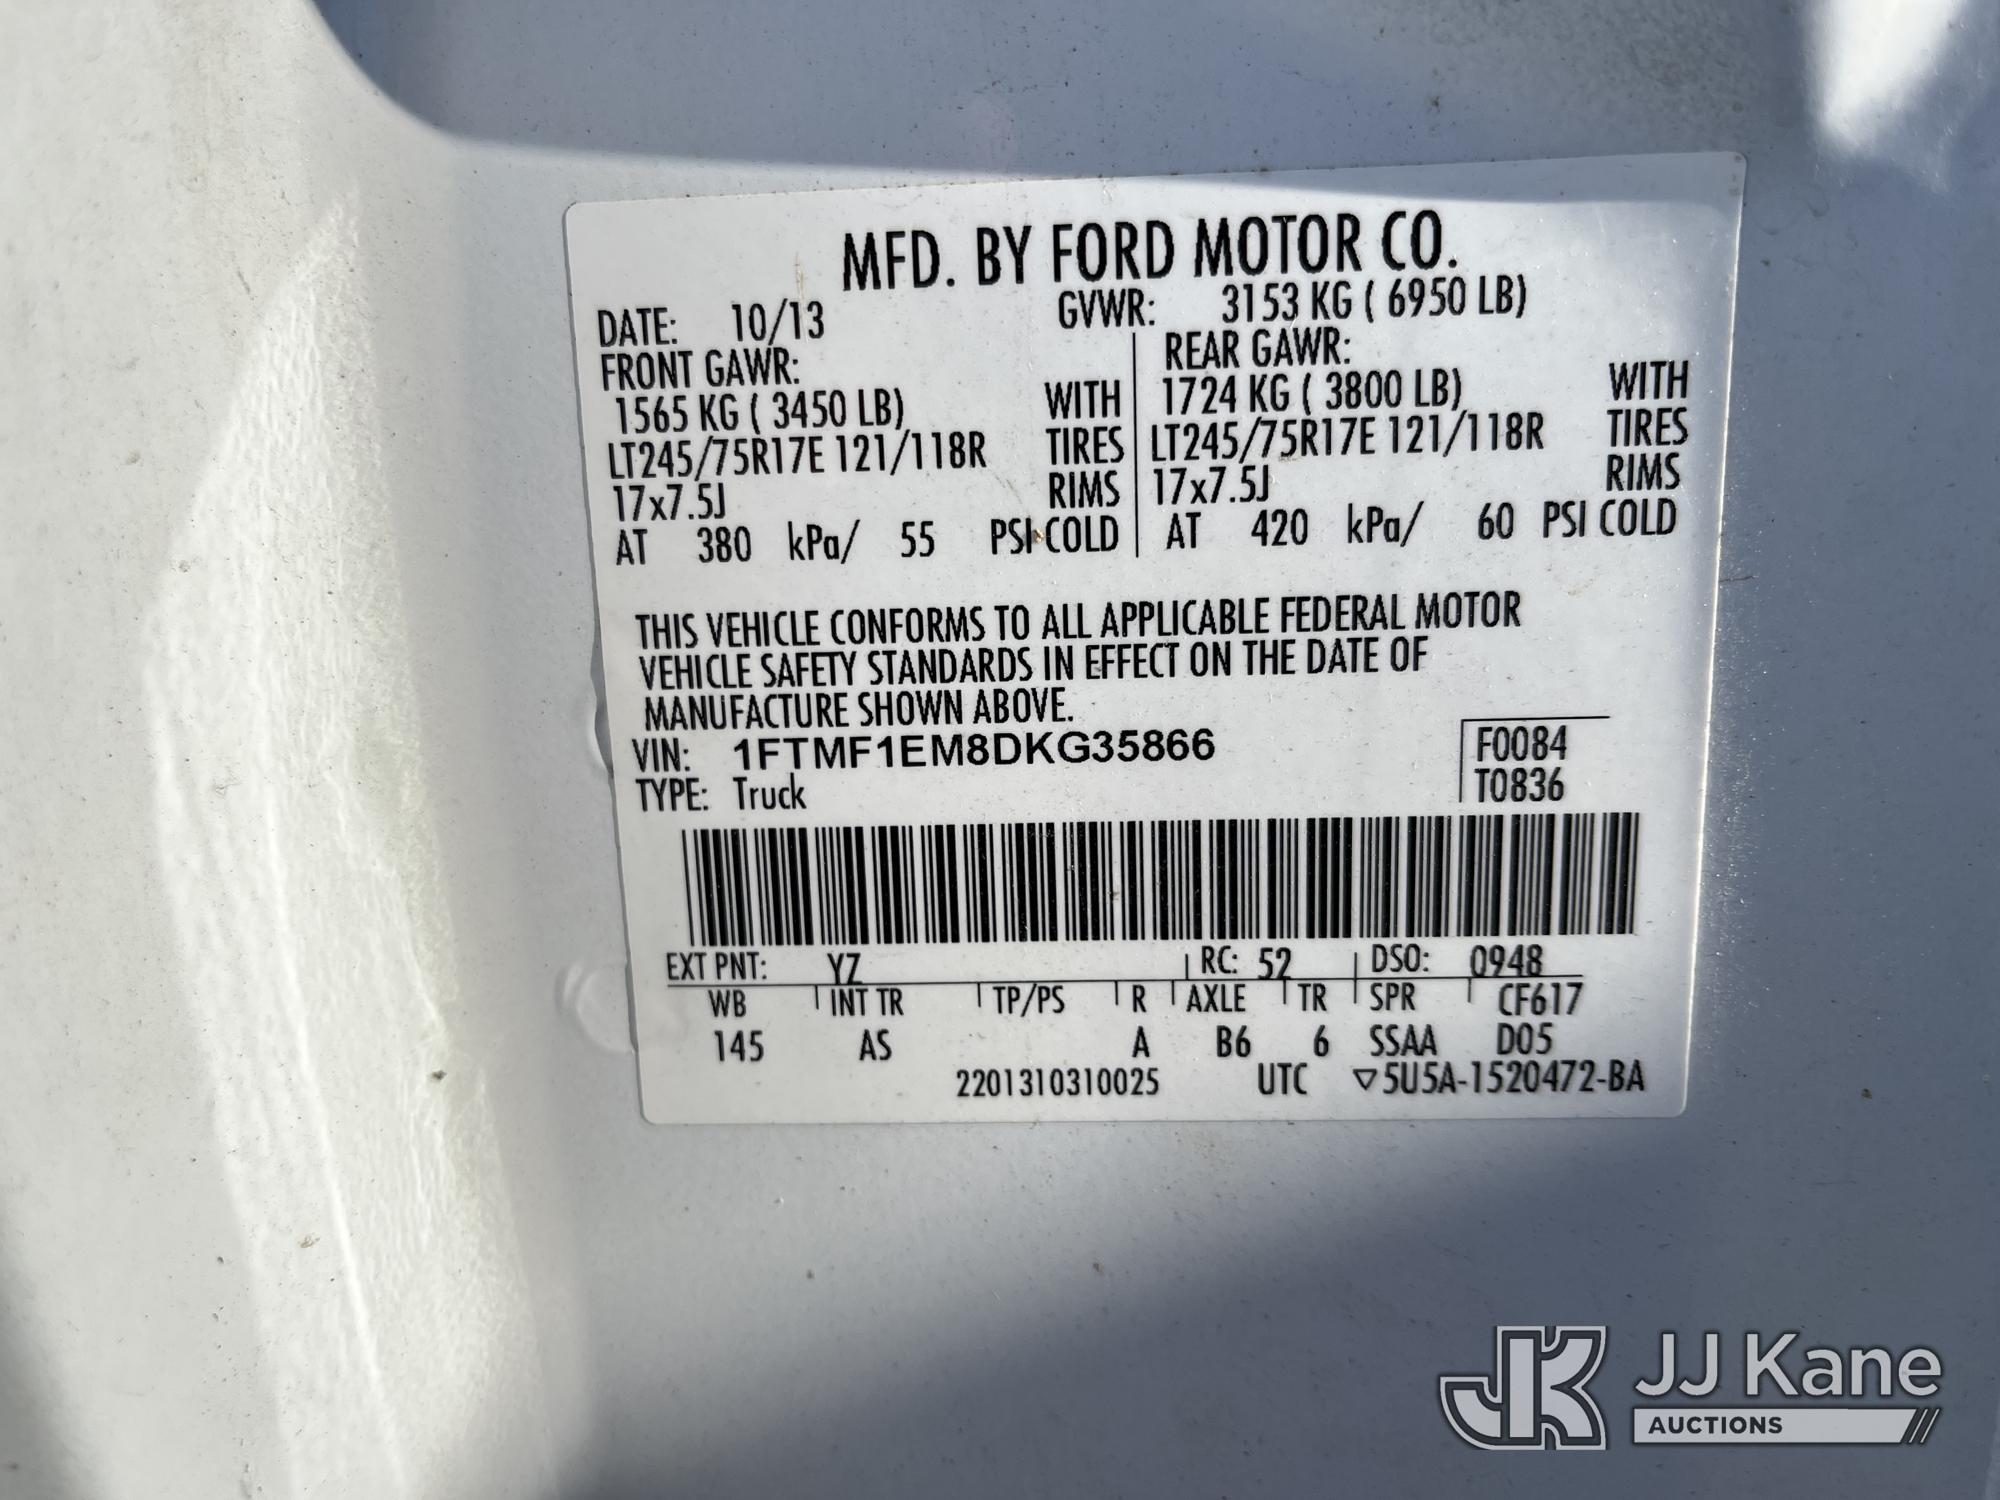 MFD. BY FORD MOTOR CO.
DATE: 10/13 GVWR: 3153 KG ( 6950 LB)
FRONT GAWR: REAR GAWR:
1565 KG ( 3450 LB) WITH 1724 KG ( 3800 LB) WITH
LT245/75R17E 121/118R TIRES LT245/75R17E 121/118R TIRES
17x7.5J RIMS 17x7.5J RIMS
AT 380 kPa/ 55 PSI COLD AT 420 kPa/ 60 PSI COLD
THIS VEHICLE CONFORMS TO ALL APPLICABLE FEDERAL MOTOR
VEHICLE SAFETY STANDARDS IN EFFECT ON THE DATE OF
MANUFACTURE SHOWN ABOVE.
VIN: 1FTMF1EM8DKG35866 F0084
TYPE: Truck T0836
EXT PNT: YZ RC: 52 DSO: 0948
WB INT TR TP/PS R AXLE TR SPR CF617
145 AS A B6 6 SSAA D05
2201310310025 UTC ▽5U5A-1520472-BA
JK JJ Kane
AUCTIONS